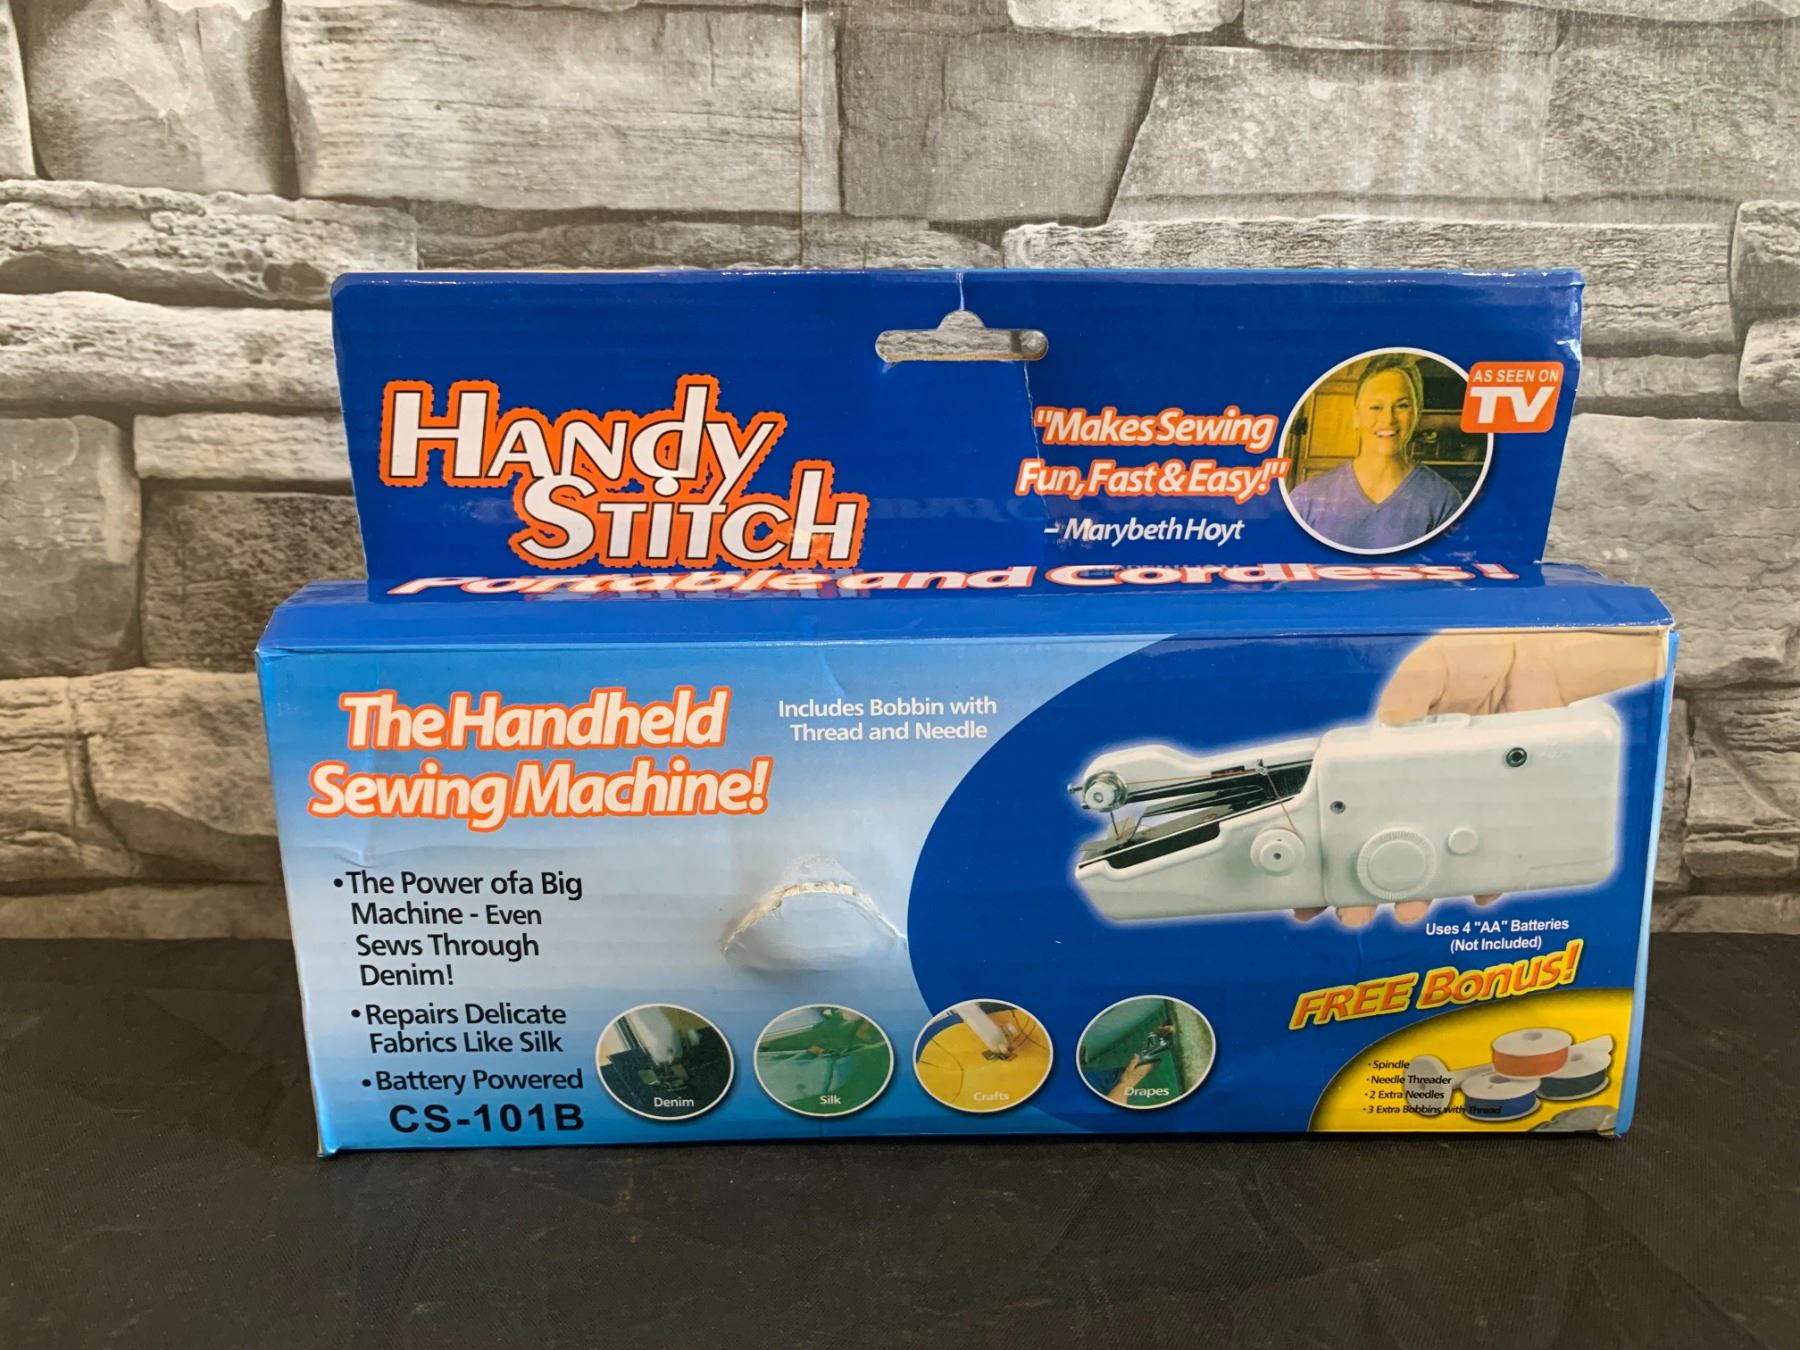 HANdy
STITCH
"Makes Sewing
Fun, Fast & Easy!"
– Marybeth Hoyt
AS SEEN ON
TV
Portable and Cordless!
The Handheld
Sewing Machine!
Includes Bobbin with
Thread and Needle
•The Power ofa Big
Machine - Even
Sews Through
Denim!
•Repairs Delicate
Fabrics Like Silk
•Battery Powered
CS-101B
Denim
Silk
Crafts
Drapes
Uses 4 "AA" Batteries
(Not Included)
FREE Bonus!
•Spindle
•Needle Threader
•2 Extra Needles
•3 Extra Bobbins with Thread